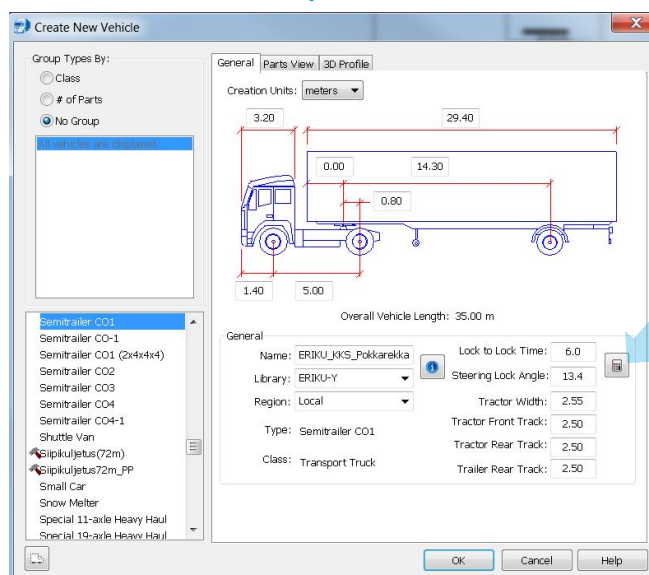 Create New Vehicle
Group Types By:
Class
# of Parts
No Group
All vehicles are displayed.
Semitrailer CO1
Semitrailer CO-1
Semitrailer CO1 (2x4x4x4)
Semitrailer CO2
Semitrailer CO3
Semitrailer CO4
Semitrailer CO4-1
Shuttle Van
Siipikuljetus(72m)
Siipikuljetus72m_PP
Small Car
Snow Melter
Special 11-axle Heavy Haul
Special 19-axle Heavy Haul
General Parts View 3D Profile
Creation Units: meters
3.20 29.40
0.00 14.30
0.80
1.40 5.00
Overall Vehicle Length: 35.00 m
General
Name: ERIKU_KKS_Pokkarekka
Library: ERIKU-Y
Region: Local
Type: Semitrailer CO1
Class: Transport Truck
Lock to Lock Time: 6.0
Steering Lock Angle: 13.4
Tractor Width: 2.55
Tractor Front Track: 2.50
Tractor Rear Track: 2.50
Trailer Rear Track: 2.50
OK Cancel Help